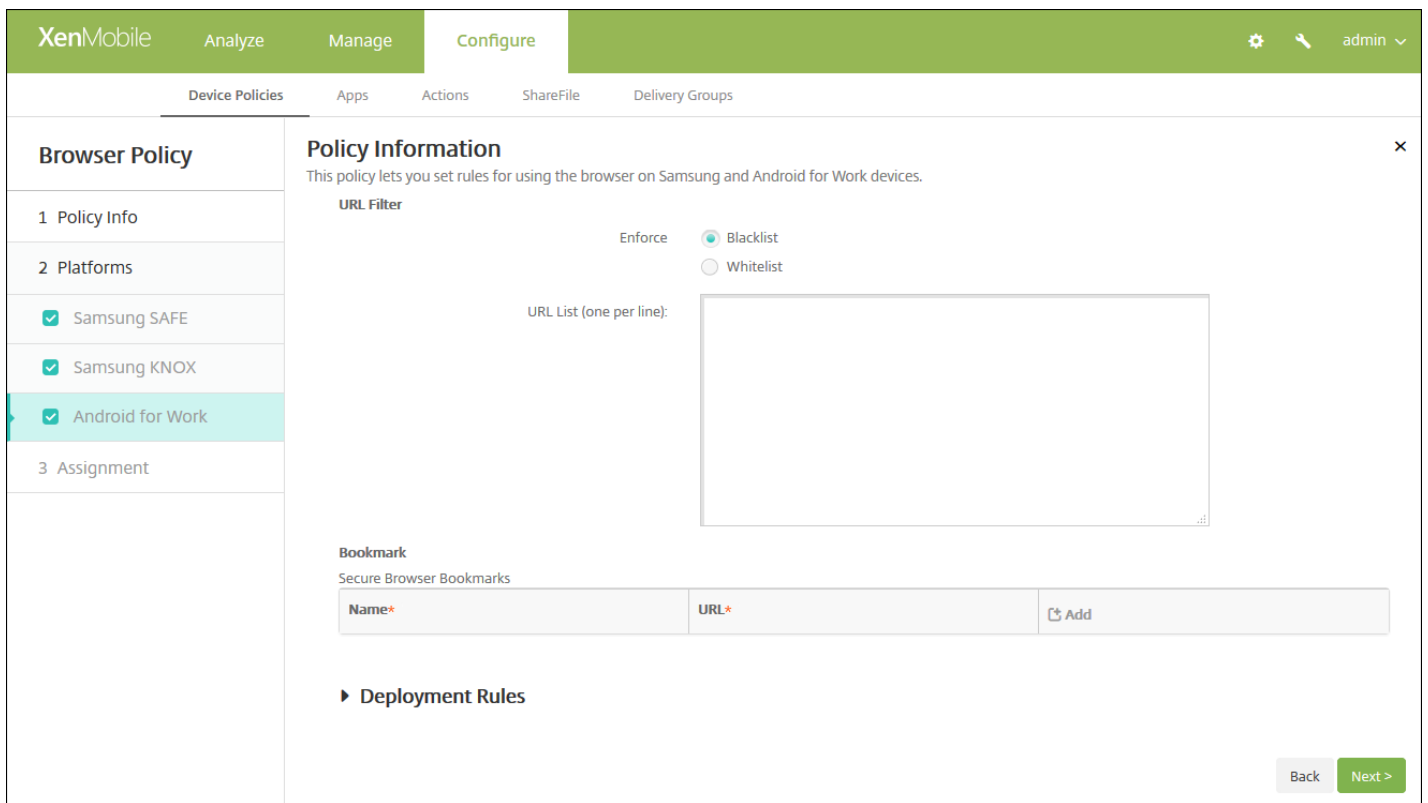 XenMobile Analyze Manage Configure admin
Device Policies Apps Actions ShareFile Delivery Groups
Browser Policy
1 Policy Info
2 Platforms
Samsung SAFE
Samsung KNOX
Android for Work
3 Assignment
Policy Information
This policy lets you set rules for using the browser on Samsung and Android for Work devices.
URL Filter
Enforce Blacklist
Whitelist
URL List (one per line):
Bookmark
Secure Browser Bookmarks
Name* URL* Add
Deployment Rules
Back Next >